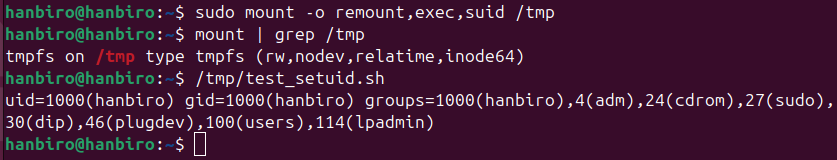 hanbiro@hanbiro:~$ sudo mount -o remount,exec,suid /tmp
hanbiro@hanbiro:~$ mount | grep /tmp
tmpfs on /tmp type tmpfs (rw,nodev,relatime,inode64)
hanbiro@hanbiro:~$ /tmp/test_setuid.sh
uid=1000(hanbiro) gid=1000(hanbiro) groups=1000(hanbiro),4(adm),24(cdrom),27(sudo),
30(dip),46(plugdev),100(users),114(lpadmin)
hanbiro@hanbiro:~$